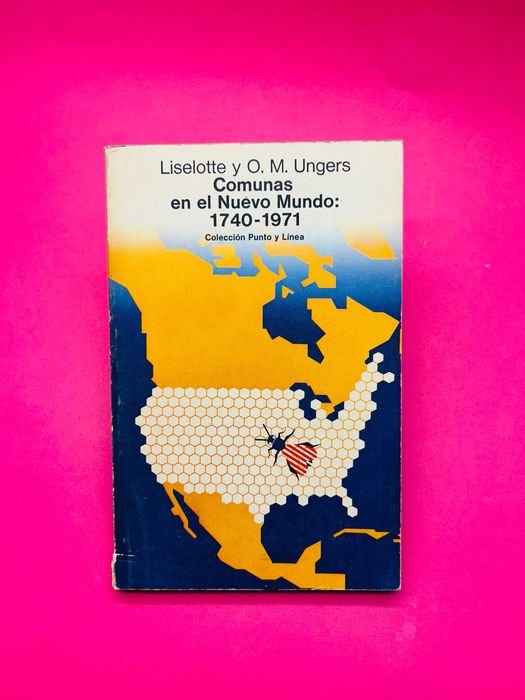 Liselotte y O. M. Ungers
Comunas
en el Nuevo Mundo:
1740-1971
Colección Punto y Línea